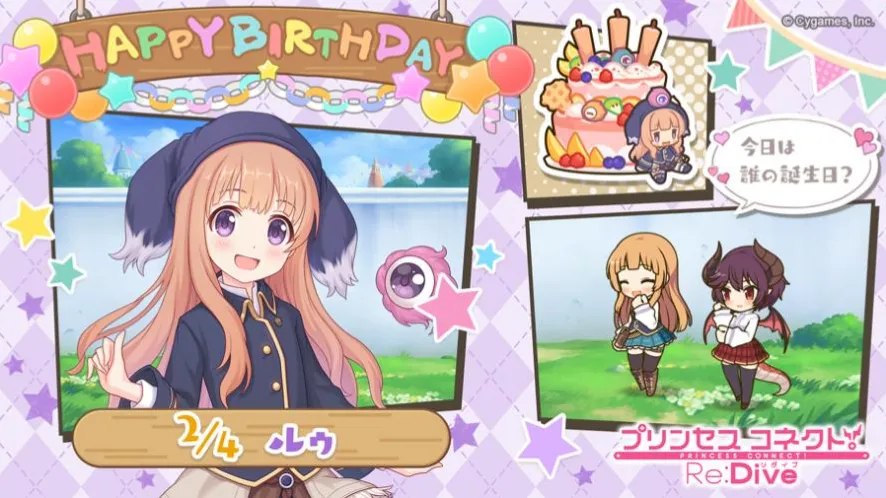 © Cygames, Inc.
HAPPY BIRTHDAY
今日は
誰の誕生日?
2/4 ルゥ
プリンセスコネクト!
PRINCESS CONNECT!
Re:Dive
リダイブ